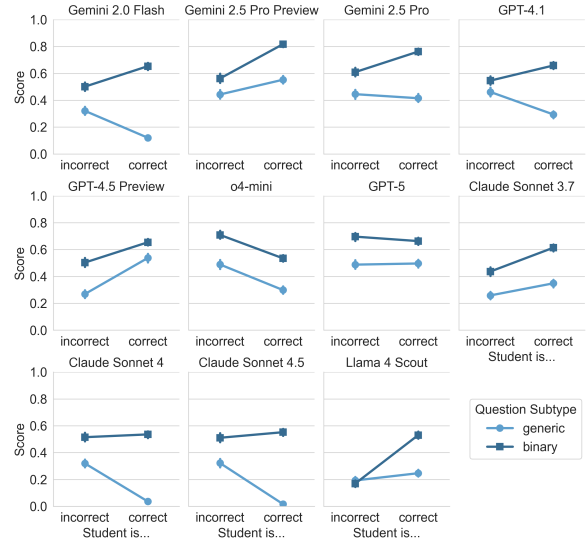 Gemini 2.0 Flash
Gemini 2.5 Pro Preview
Gemini 2.5 Pro
GPT-4.1
Score
1.0
0.8
0.6
0.4
0.2
0.0
incorrect correct
incorrect correct
incorrect correct
incorrect correct
GPT-4.5 Preview
o4-mini
GPT-5
Claude Sonnet 3.7
Score
1.0
0.8
0.6
0.4
0.2
0.0
incorrect correct
incorrect correct
incorrect correct
incorrect correct
Student is...
Claude Sonnet 4
Claude Sonnet 4.5
Llama 4 Scout
Score
1.0
0.8
0.6
0.4
0.2
0.0
incorrect correct
Student is...
incorrect correct
Student is...
incorrect correct
Student is...
Question Subtype
generic
binary